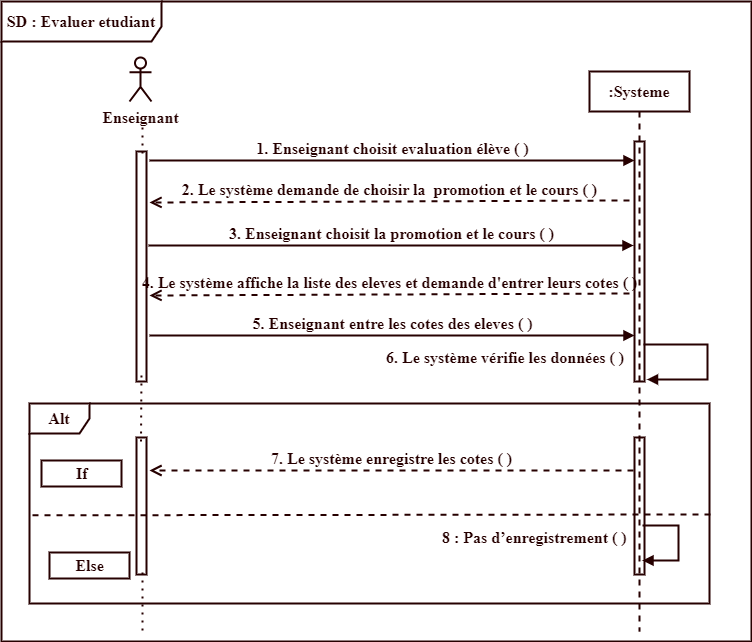 SD : Evaluer etudiant
Enseignant
:Systeme
1. Enseignant choisit evaluation élève ( )
2. Le système demande de choisir la promotion et le cours ( )
3. Enseignant choisit la promotion et le cours ( )
4. Le système affiche la liste des eleves et demande d'entrer leurs cotes ( )
5. Enseignant entre les cotes des eleves ( )
6. Le système vérifie les données ( )
Alt
7. Le système enregistre les cotes ( )
If
8 : Pas d’enregistrement ( )
Else